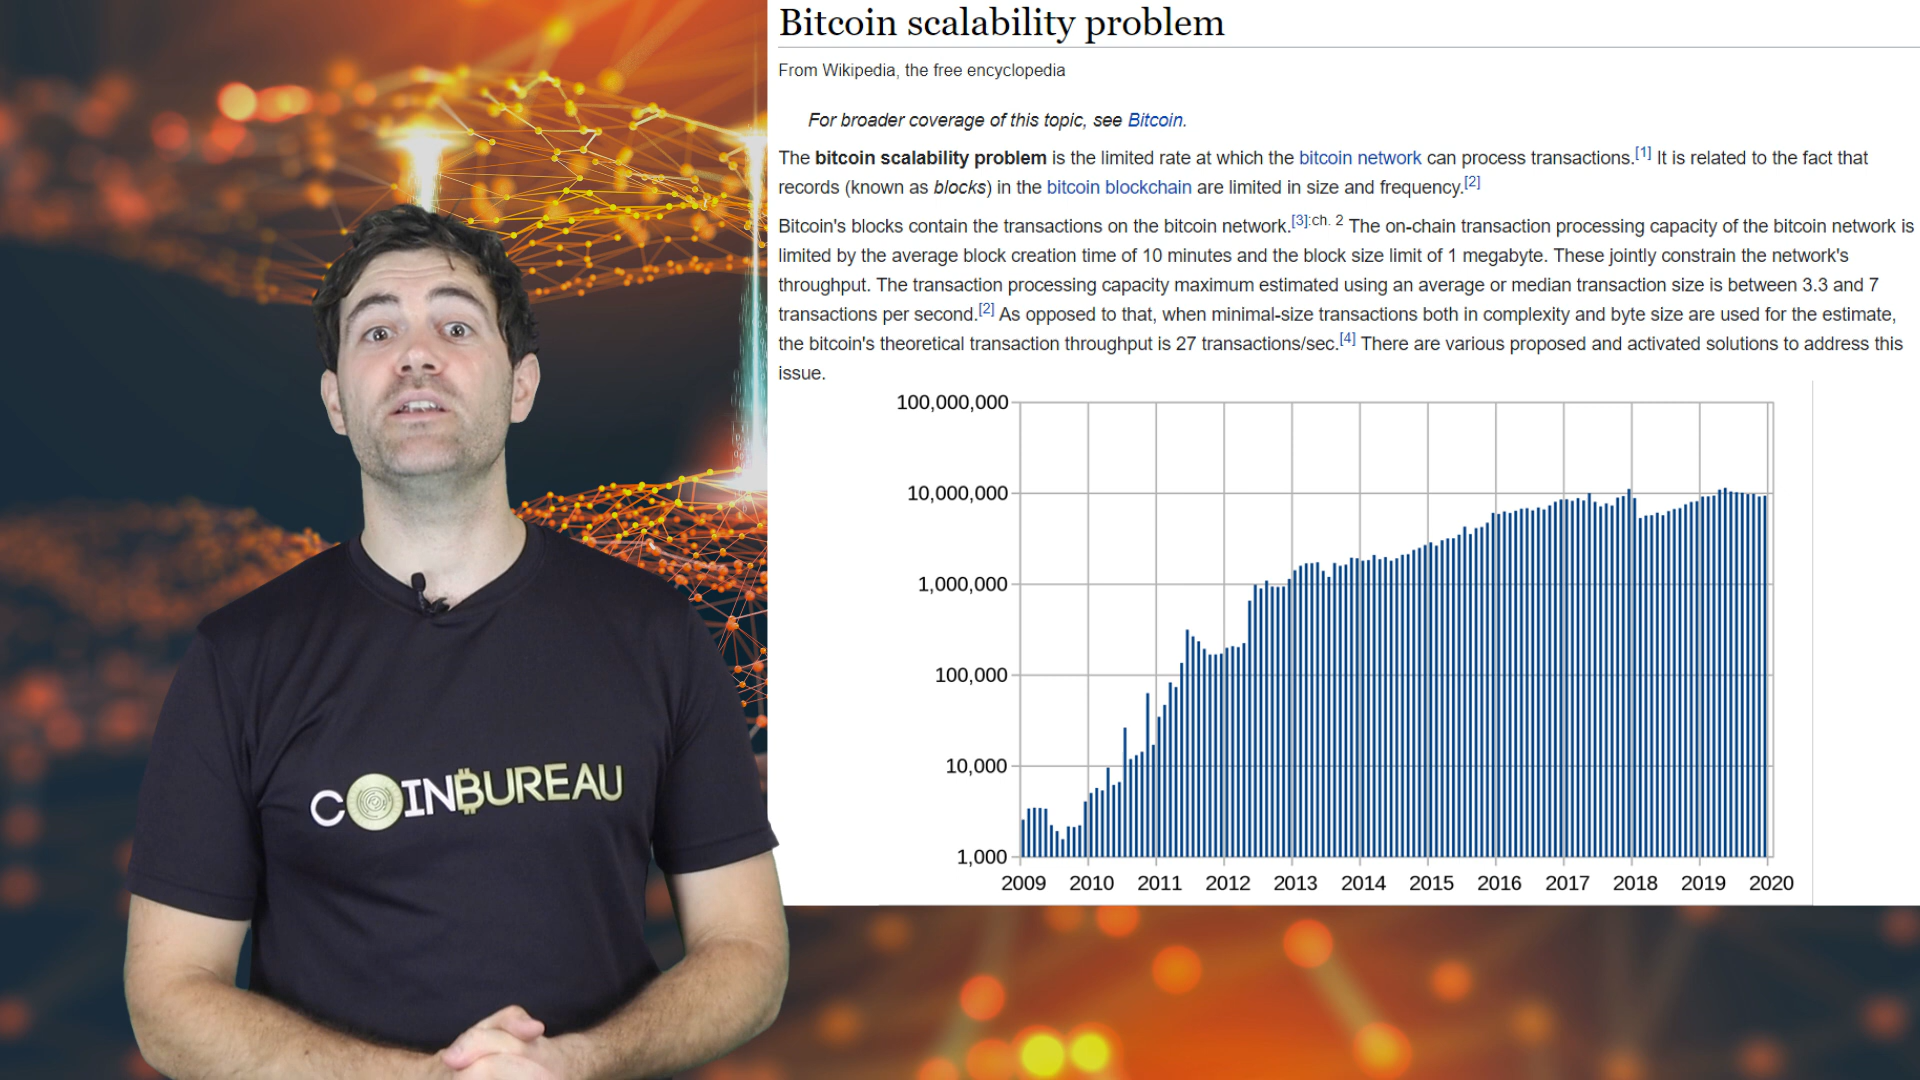 Bitcoin scalability problem
From Wikipedia, the free encyclopedia
For broader coverage of this topic, see Bitcoin.
The bitcoin scalability problem is the limited rate at which the bitcoin network can process transactions.[1] It is related to the fact that
records (known as blocks) in the bitcoin blockchain are limited in size and frequency.[2]
Bitcoin's blocks contain the transactions on the bitcoin network.[3]:ch. 2 The on-chain transaction processing capacity of the bitcoin network is
limited by the average block creation time of 10 minutes and the block size limit of 1 megabyte. These jointly constrain the network's
throughput. The transaction processing capacity maximum estimated using an average or median transaction size is between 3.3 and 7
transactions per second.[2] As opposed to that, when minimal-size transactions both in complexity and byte size are used for the estimate,
the bitcoin's theoretical transaction throughput is 27 transactions/sec.[4] There are various proposed and activated solutions to address this
issue.
100,000,000
10,000,000
1,000,000
100,000
10,000
1,000
2009 2010 2011 2012 2013 2014 2015 2016 2017 2018 2019 2020
COINBUREAU